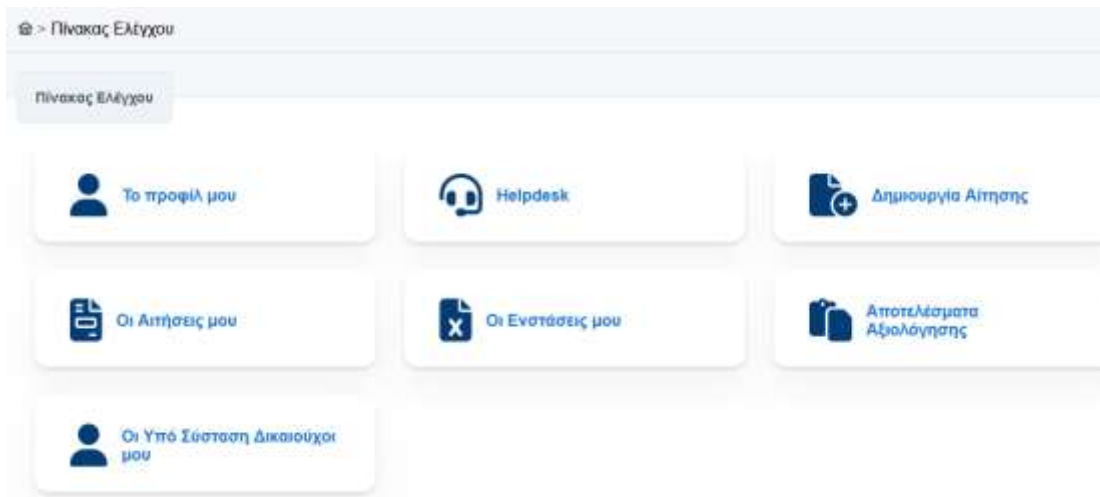 > Πίνακας Ελέγχου
Πίνακας Ελέγχου
Το προφίλ μου
Helpdesk
Δημιουργία Αίτησης
Οι Αιτήσεις μου
Οι Ενστάσεις μου
Αποτελέσματα
Αξιολόγησης
Οι Υπό Σύσταση Δικαιούχοι
μου